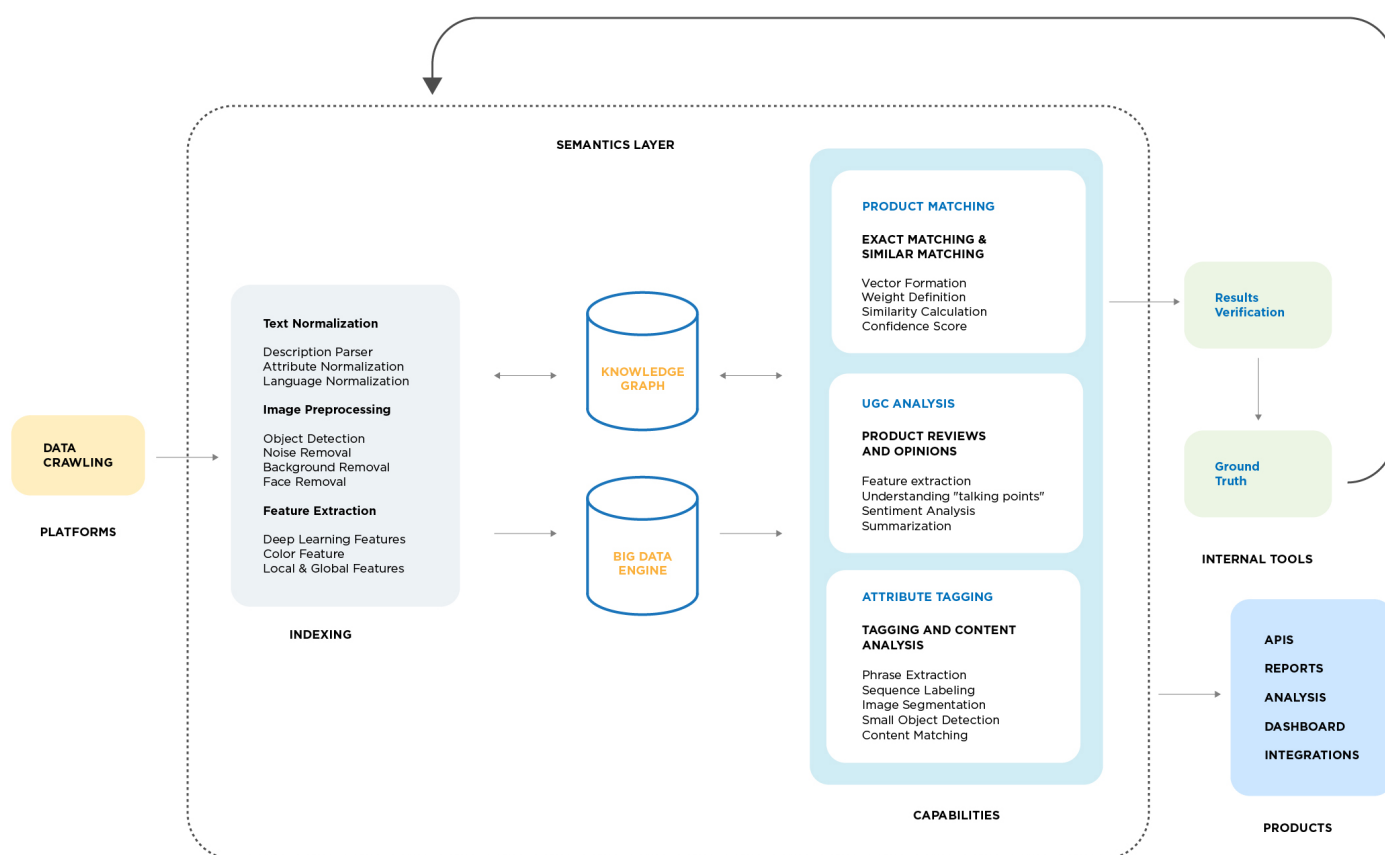 SEMANTICS LAYER
DATA
CRAWLING
PLATFORMS
Text Normalization
Description Parser
Attribute Normalization
Language Normalization
Image Preprocessing
Object Detection
Noise Removal
Background Removal
Face Removal
Feature Extraction
Deep Learning Features
Color Feature
Local & Global Features
INDEXING
KNOWLEDGE
GRAPH
BIG DATA
ENGINE
PRODUCT MATCHING
EXACT MATCHING &
SIMILAR MATCHING
Vector Formation
Weight Definition
Similarity Calculation
Confidence Score
UGC ANALYSIS
PRODUCT REVIEWS
AND OPINIONS
Feature extraction
Understanding "talking points"
Sentiment Analysis
Summarization
ATTRIBUTE TAGGING
TAGGING AND CONTENT
ANALYSIS
Phrase Extraction
Sequence Labeling
Image Segmentation
Small Object Detection
Content Matching
CAPABILITIES
Results
Verification
Ground
Truth
INTERNAL TOOLS
APIS
REPORTS
ANALYSIS
DASHBOARD
INTEGRATIONS
PRODUCTS